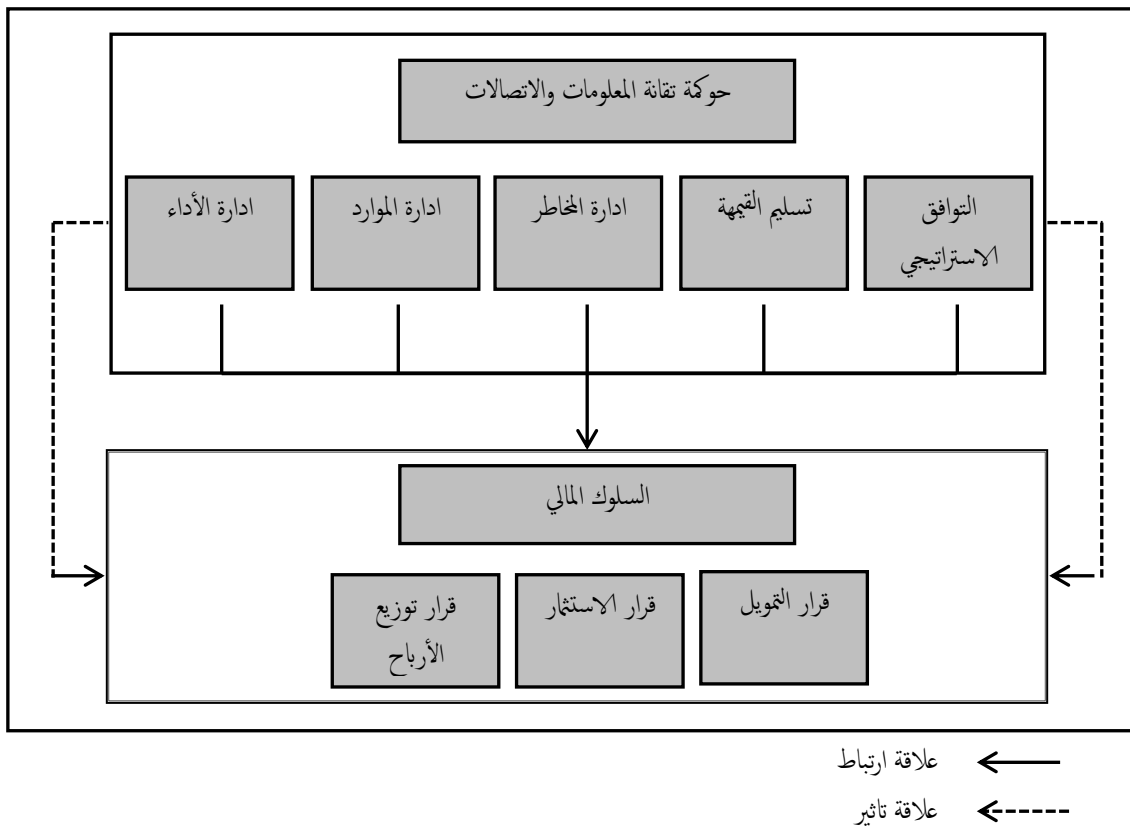 حوكمة تقانة المعلومات والاتصالات
التوافق
الاستراتيجي
تسليم القيمهة
ادارة المخاطر
ادارة الموارد
ادارة الأداء
السلوك المالي
قرار التمويل
قرار الاستثمار
قرار توزيع
الأرباح
علاقة ارتباط
علاقة تاثير